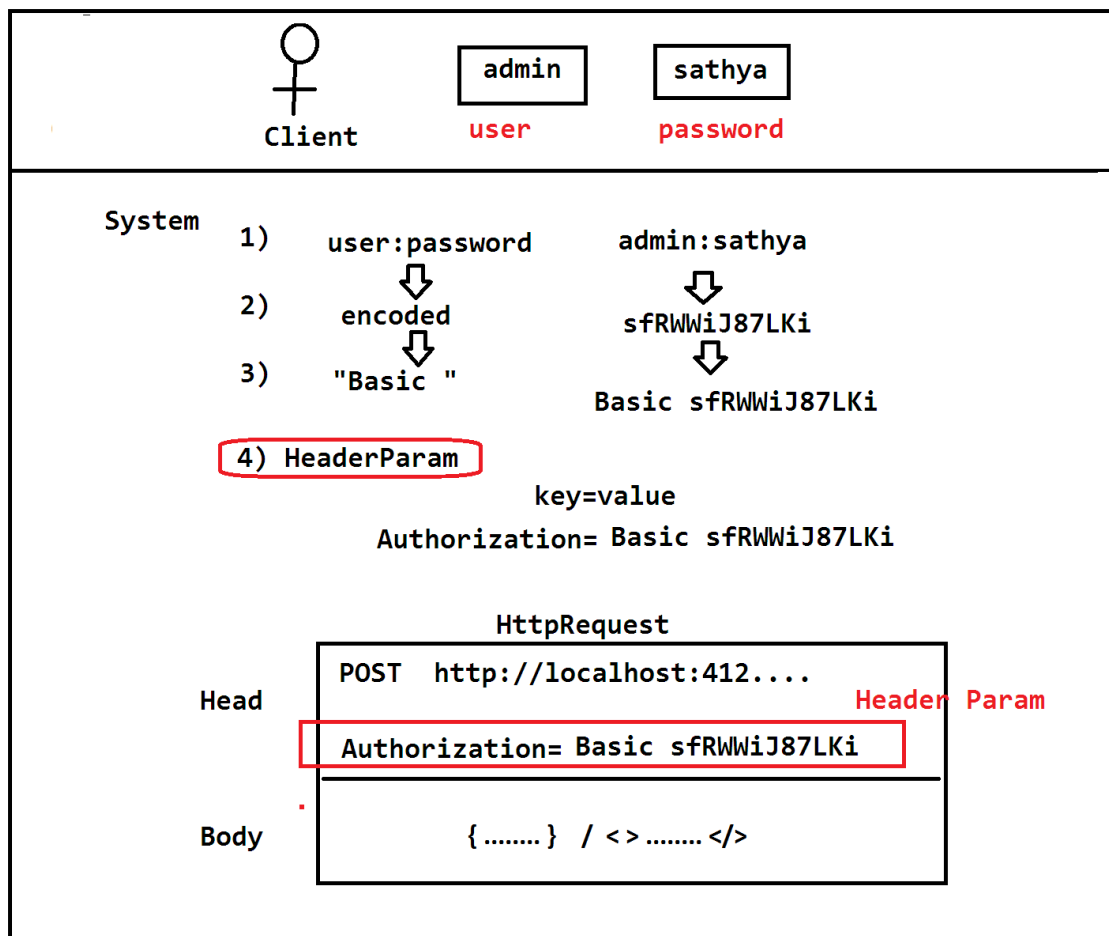 admin sathya
Client user password
System
1) user:password admin:sathya
2) encoded sfRWWiJ87LKi
3) "Basic " Basic sfRWWiJ87LKi
4) HeaderParam
key=value
Authorization= Basic sfRWWiJ87LKi
HttpRequest
POST http://localhost:412....
Head Header Param
Authorization= Basic sfRWWiJ87LKi
Body { ........ } / < > ........ </>